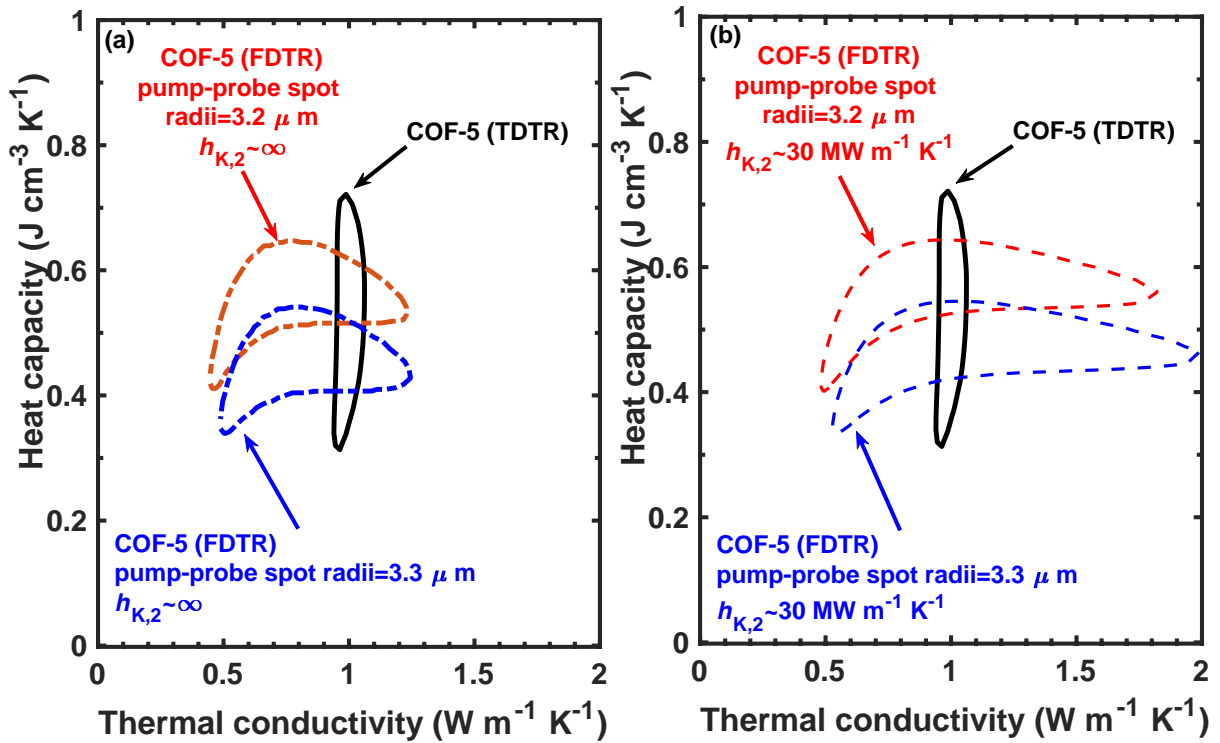 (a)
COF-5 (FDTR)
pump-probe spot
radii=3.2 μ m
hK,2~∞
COF-5 (TDTR)
COF-5 (FDTR)
pump-probe spot radii=3.3 μ m
hK,2~∞
Heat capacity (J cm-3 K-1)
1
0.8
0.6
0.4
0.2
0
0
0.5
1
1.5
2
Thermal conductivity (W m-1 K-1)
(b)
COF-5 (FDTR)
pump-probe spot
radii=3.2 μ m
hK,2~30 MW m-1 K-1
COF-5 (TDTR)
COF-5 (FDTR)
pump-probe spot radii=3.3 μ m
hK,2~30 MW m-1 K-1
Heat capacity (J cm-3 K-1)
1
0.8
0.6
0.4
0.2
0
0
0.5
1
1.5
2
Thermal conductivity (W m-1 K-1)